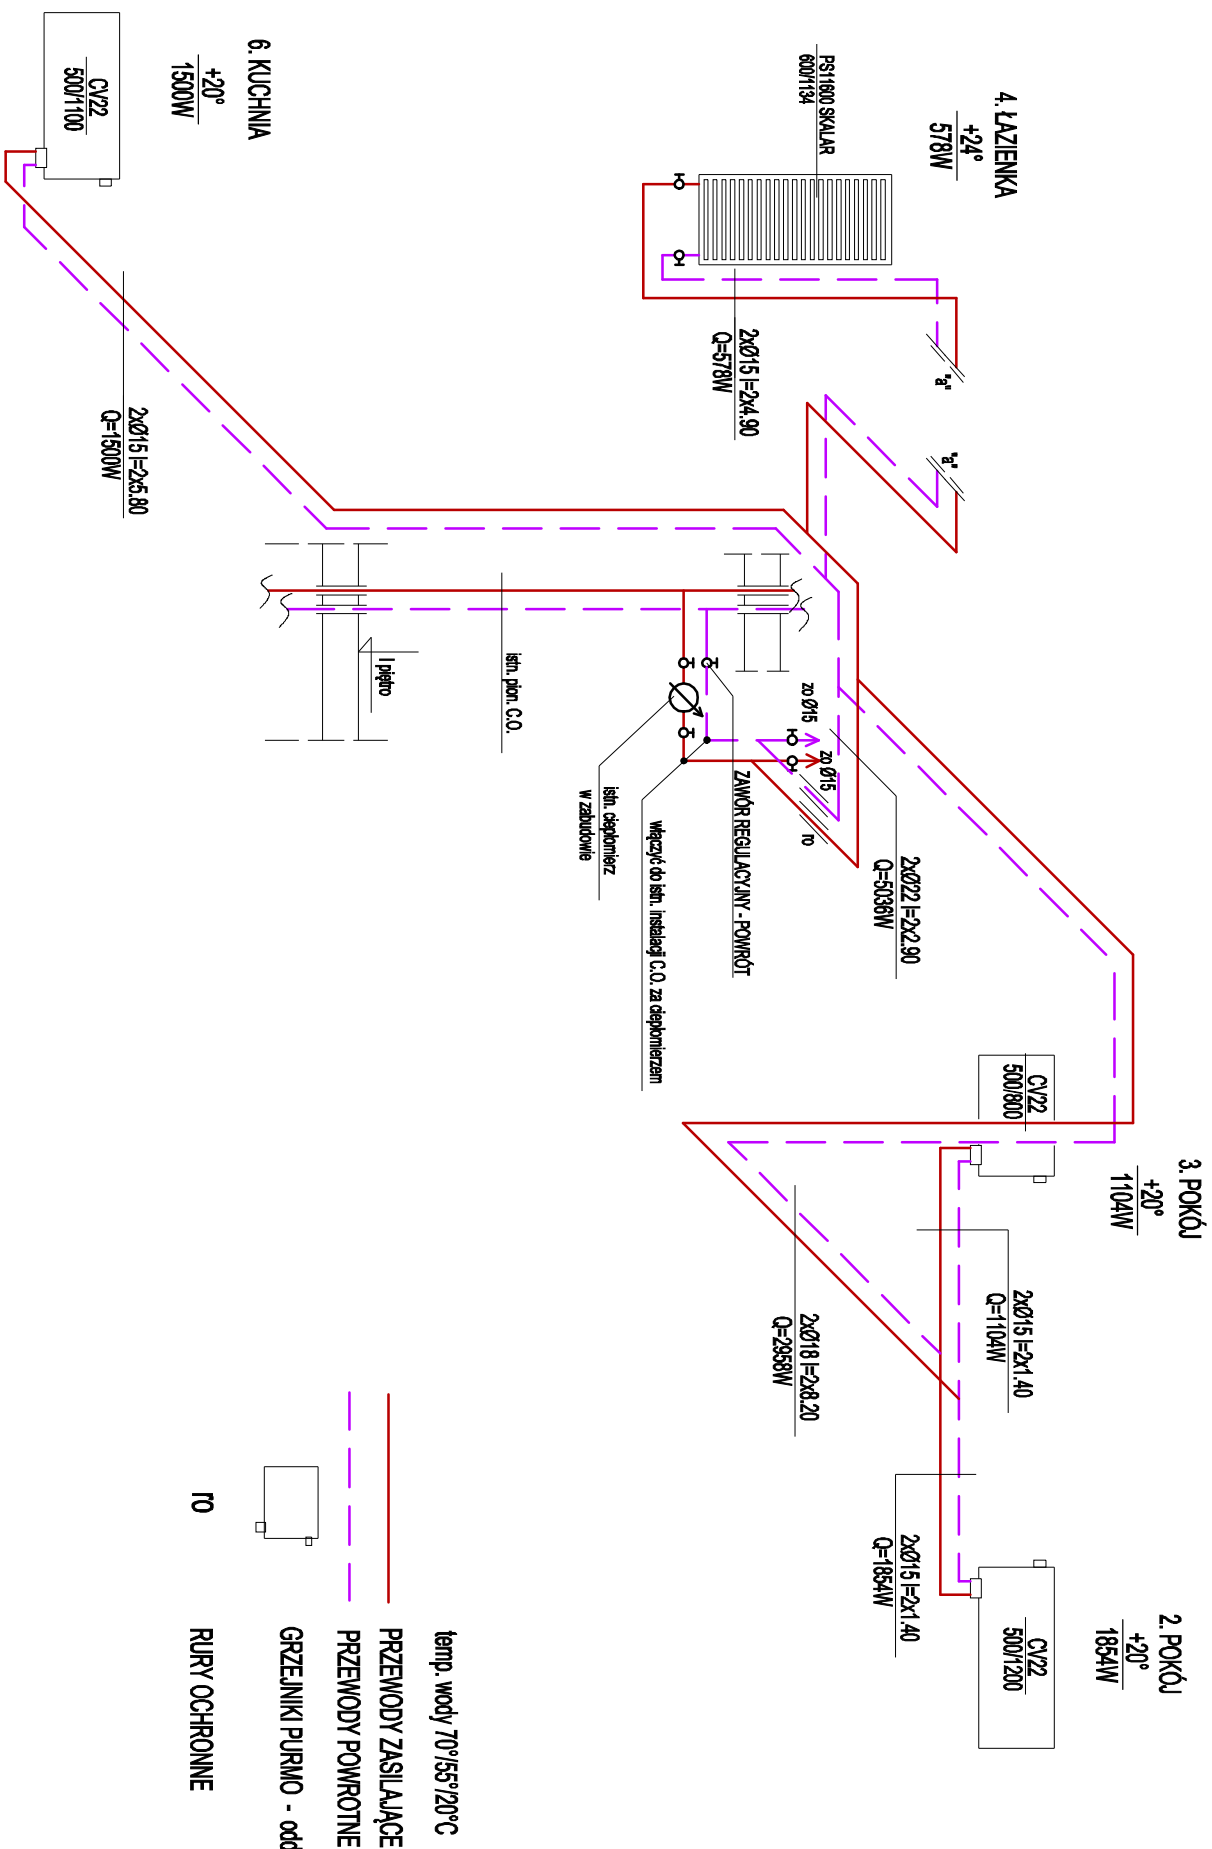 6. KUCHNIA
+20°
1500W
CV22
500/1100
2xØ15 l=2x5.80
Q=1500W
4. ŁAZIENKA
+24°
578W
PS11600 SKALAR
600/1134
2xØ15 l=2x4.90
Q=578W
"a"
"a"
I piętro
istn. pion. C.O.
zo Ø15
zo Ø15
ro
ZAWÓR REGULACYJNY - POWRÓT
włączyć do istn. instalacji C.O. za ciepłomierzem
istn. ciepłomierz
w zabudowie
2xØ22 l=2x2.90
Q=5036W
3. POKÓJ
+20°
1104W
CV22
500/800
2xØ15 l=2x1.40
Q=1104W
2xØ18 l=2x8.20
Q=2958W
2xØ15 l=2x1.40
Q=1854W
2. POKÓJ
+20°
1854W
CV22
500/1200
temp. wody 70°/55°/20°C
PRZEWODY ZASILAJĄCE
PRZEWODY POWROTNE
GRZEJNIKI PURMO - odd
ro RURY OCHRONNE